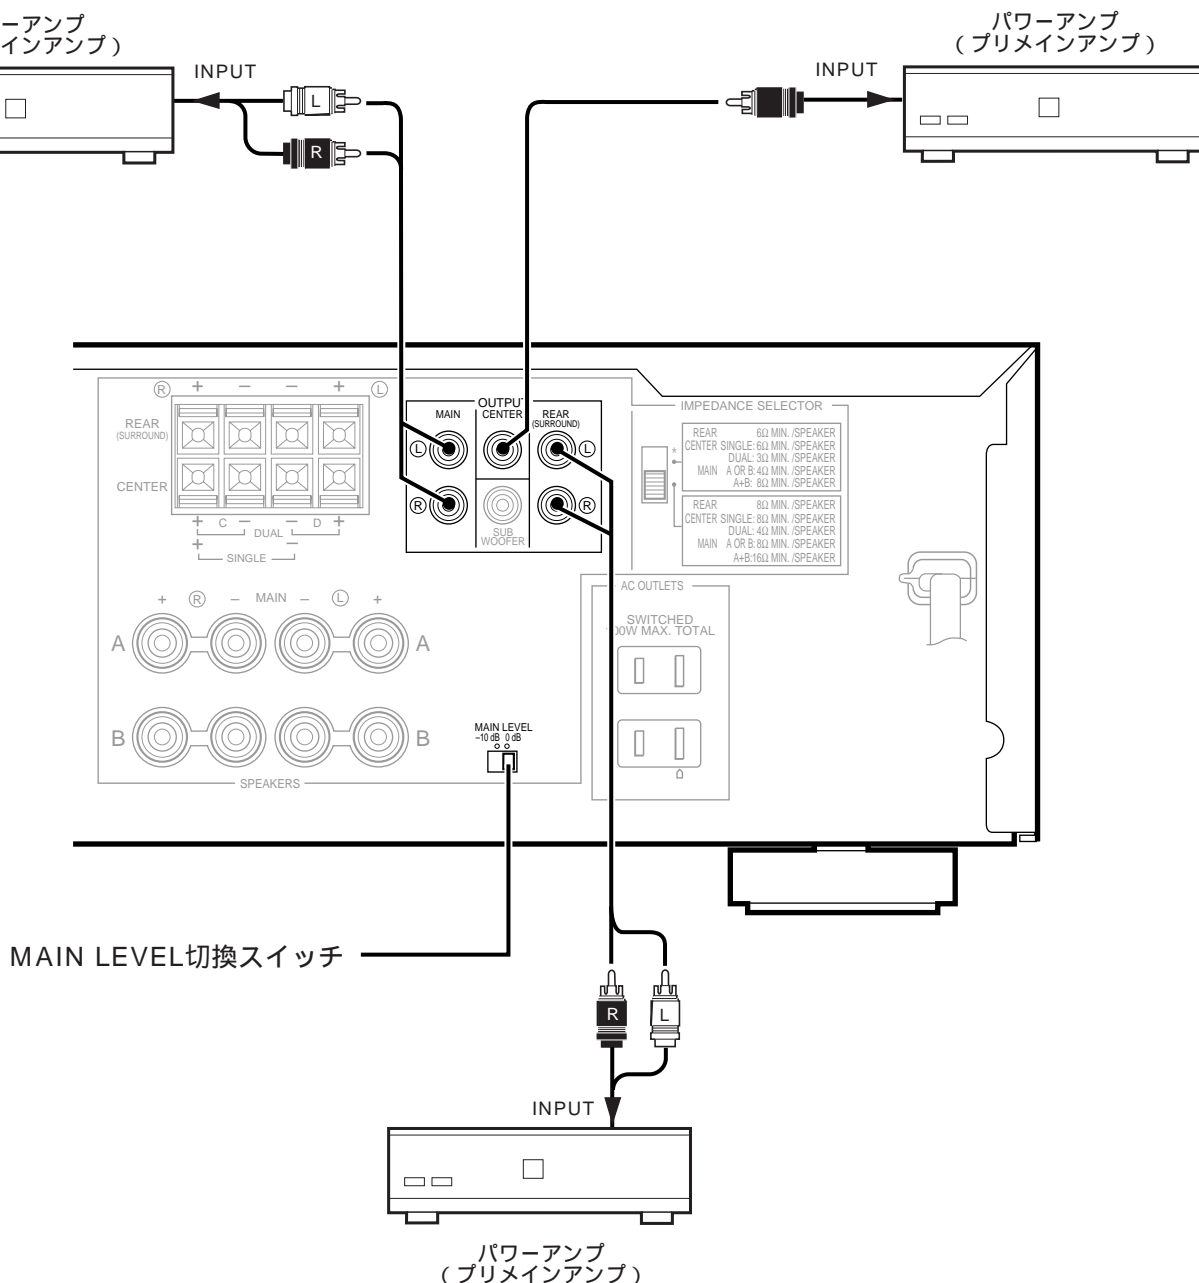 ーアンプ
インアンプ)
INPUT
L
R
パワーアンプ
(プリメインアンプ)
INPUT
R + − − + L
REAR
(SURROUND)
CENTER
+ C − − D +
DUAL
+ −
SINGLE
OUTPUT
MAIN CENTER REAR
(SURROUND)
L L
R R
SUB
WOOFER
IMPEDANCE SELECTOR
REAR 6Ω MIN. /SPEAKER
CENTER SINGLE: 6Ω MIN. /SPEAKER
* DUAL: 3Ω MIN. /SPEAKER
MAIN A OR B: 4Ω MIN. /SPEAKER
A+B: 8Ω MIN. /SPEAKER
REAR 8Ω MIN. /SPEAKER
CENTER SINGLE: 8Ω MIN. /SPEAKER
DUAL: 4Ω MIN. /SPEAKER
MAIN A OR B: 8Ω MIN. /SPEAKER
A+B:16Ω MIN. /SPEAKER
+ R − MAIN − L +
A A
B B
SPEAKERS
MAIN LEVEL
−10 dB 0 dB
AC OUTLETS
SWITCHED
00W MAX. TOTAL
MAIN LEVEL切換スイッチ
R L
INPUT
パワーアンプ
(プリメインアンプ)